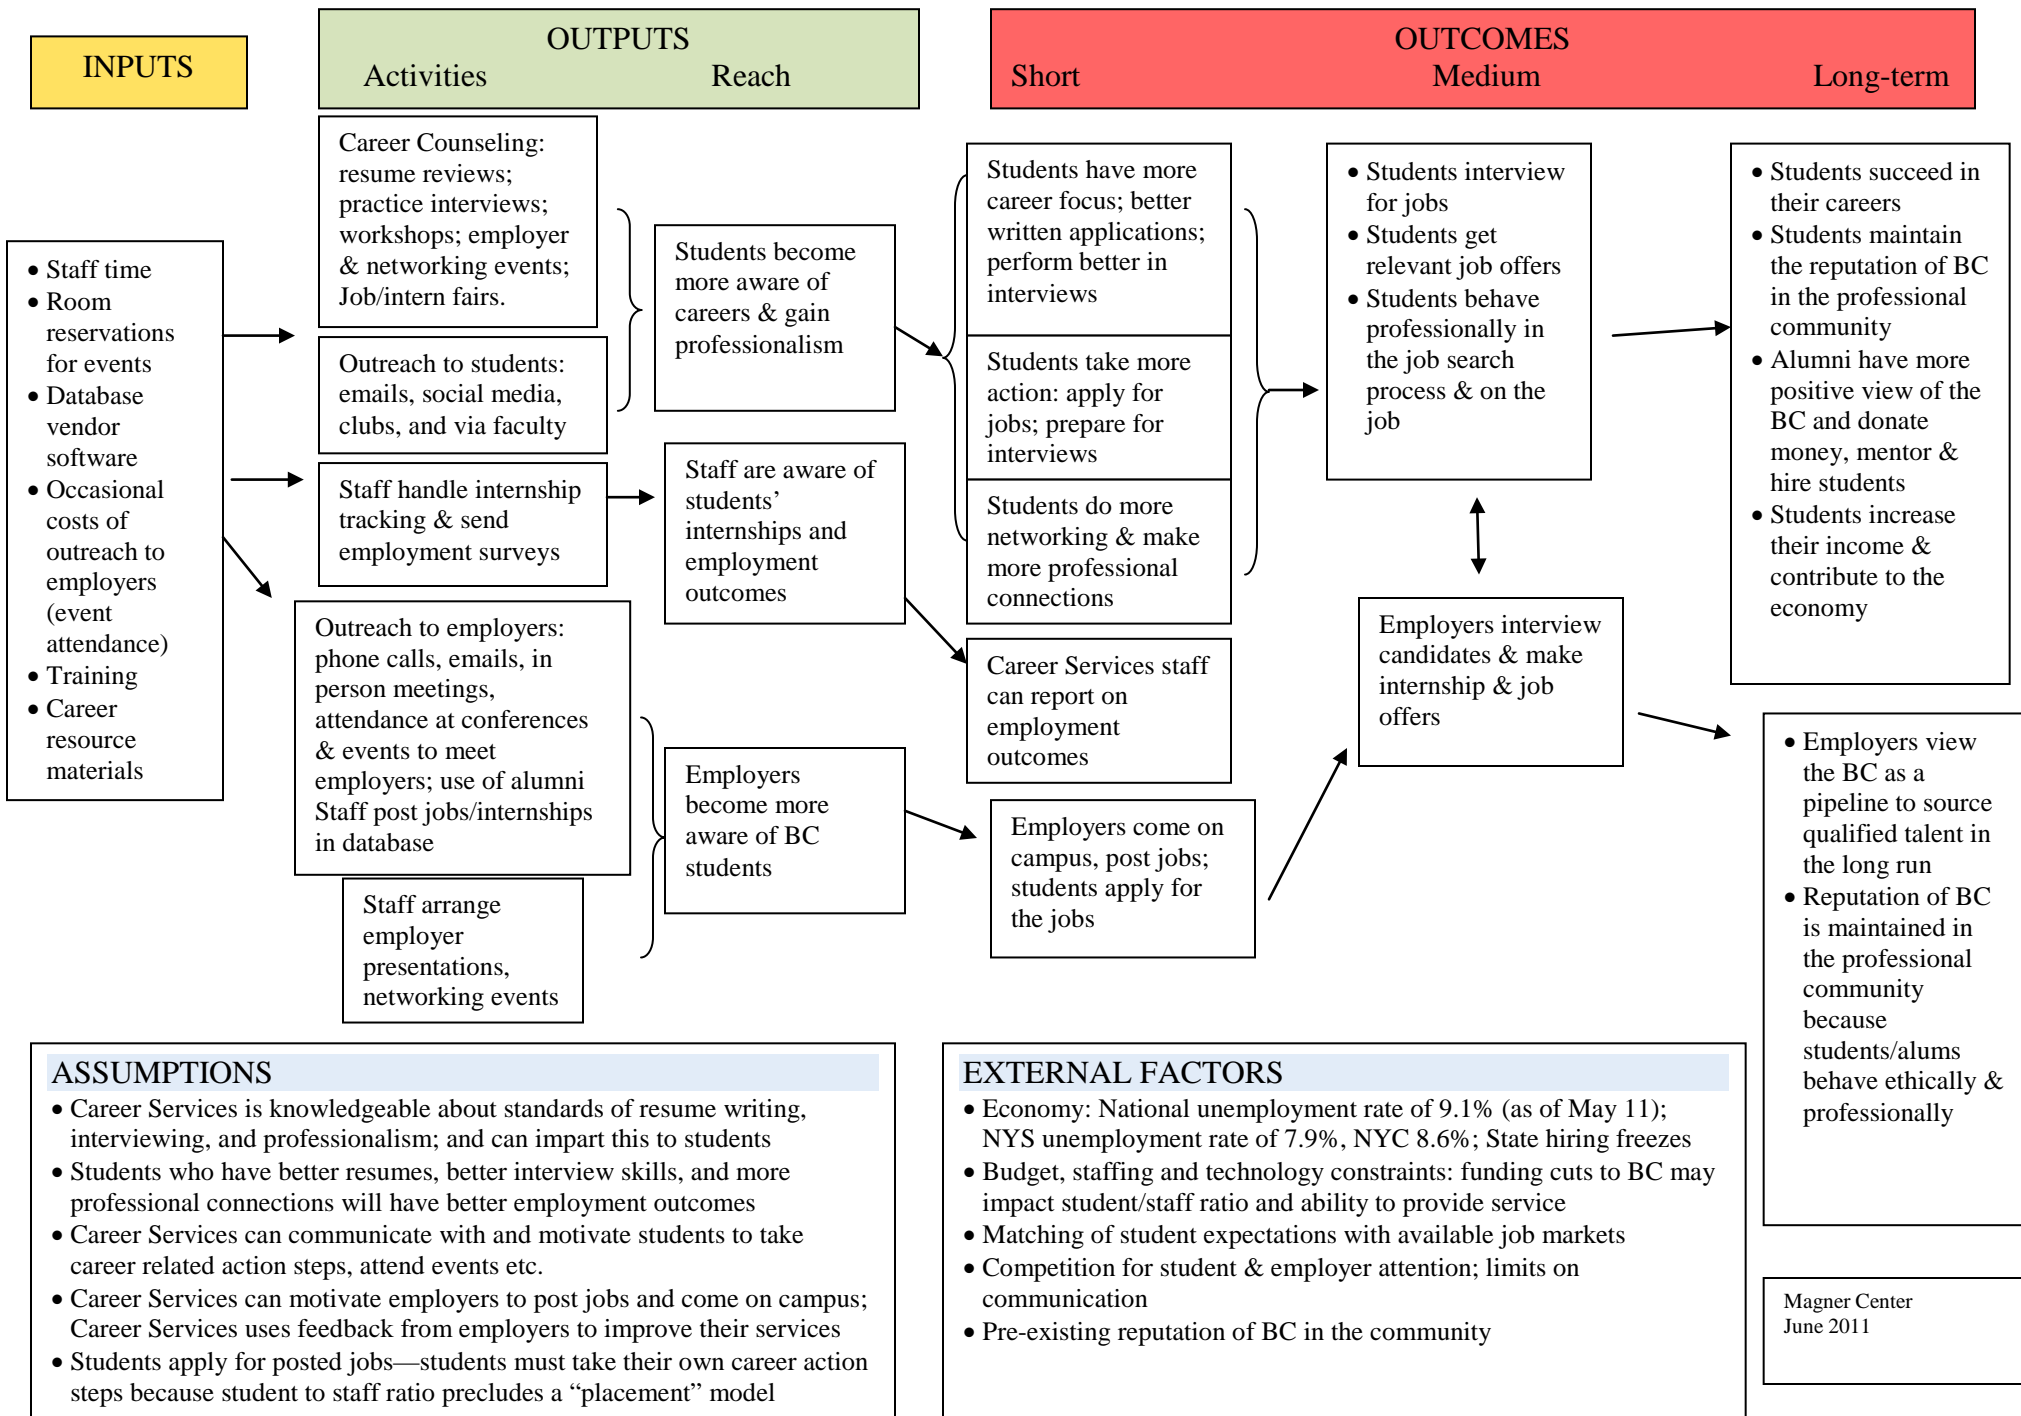 INPUTS
OUTPUTS
Activities Reach
OUTCOMES
Short Medium Long-term
• Staff time
• Room
reservations
for events
• Database
vendor
software
• Occasional
costs of
outreach to
employers
(event
attendance)
• Training
• Career
resource
materials
Career Counseling:
resume reviews;
practice interviews;
workshops; employer
& networking events;
Job/intern fairs.
Outreach to students:
emails, social media,
clubs, and via faculty
Staff handle internship
tracking & send
employment surveys
Outreach to employers:
phone calls, emails, in
person meetings,
attendance at conferences
& events to meet
employers; use of alumni
Staff post jobs/internships
in database
Staff arrange
employer
presentations,
networking events
Students become
more aware of
careers & gain
professionalism
Staff are aware of
students’
internships and
employment
outcomes
Employers
become more
aware of BC
students
Students have more
career focus; better
written applications;
perform better in
interviews
Students take more
action: apply for
jobs; prepare for
interviews
Students do more
networking & make
more professional
connections
Career Services staff
can report on
employment
outcomes
Employers come on
campus, post jobs;
students apply for
the jobs
• Students interview
for jobs
• Students get
relevant job offers
• Students behave
professionally in
the job search
process & on the
job
Employers interview
candidates & make
internship & job
offers
• Students succeed in
their careers
• Students maintain
the reputation of BC
in the professional
community
• Alumni have more
positive view of the
BC and donate
money, mentor &
hire students
• Students increase
their income &
contribute to the
economy
• Employers view
the BC as a
pipeline to source
qualified talent in
the long run
• Reputation of BC
is maintained in
the professional
community
because
students/alums
behave ethically &
professionally
ASSUMPTIONS
• Career Services is knowledgeable about standards of resume writing,
interviewing, and professionalism; and can impart this to students
• Students who have better resumes, better interview skills, and more
professional connections will have better employment outcomes
• Career Services can communicate with and motivate students to take
career related action steps, attend events etc.
• Career Services can motivate employers to post jobs and come on campus;
Career Services uses feedback from employers to improve their services
• Students apply for posted jobs—students must take their own career action
steps because student to staff ratio precludes a “placement” model
EXTERNAL FACTORS
• Economy: National unemployment rate of 9.1% (as of May 11);
NYS unemployment rate of 7.9%, NYC 8.6%; State hiring freezes
• Budget, staffing and technology constraints: funding cuts to BC may
impact student/staff ratio and ability to provide service
• Matching of student expectations with available job markets
• Competition for student & employer attention; limits on
communication
• Pre-existing reputation of BC in the community
Magner Center
June 2011